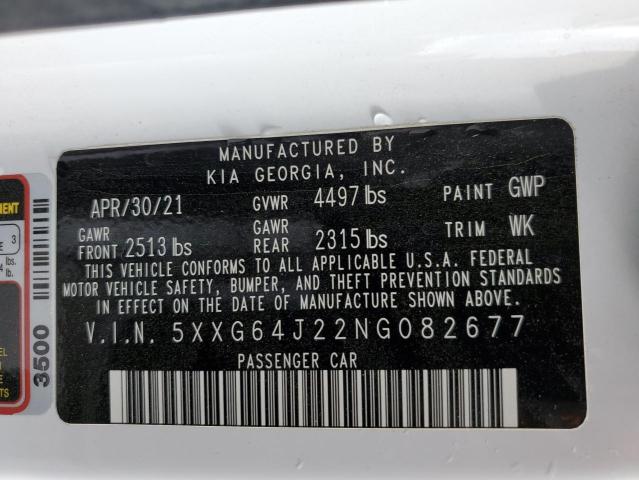 MANUFACTURED BY
KIA GEORGIA, INC.
APR/30/21 GVWR 4497 lbs PAINT GWP
GAWR FRONT 2513 lbs GAWR REAR 2315 lbs TRIM WK
THIS VEHICLE CONFORMS TO ALL APPLICABLE U.S.A. FEDERAL
MOTOR VEHICLE SAFETY, BUMPER, AND THEFT PREVENTION STANDARDS
IN EFFECT ON THE DATE OF MANUFACTURE SHOWN ABOVE.
V.I.N. 5XXG64J22NG082677
PASSENGER CAR
3
lb.
3500